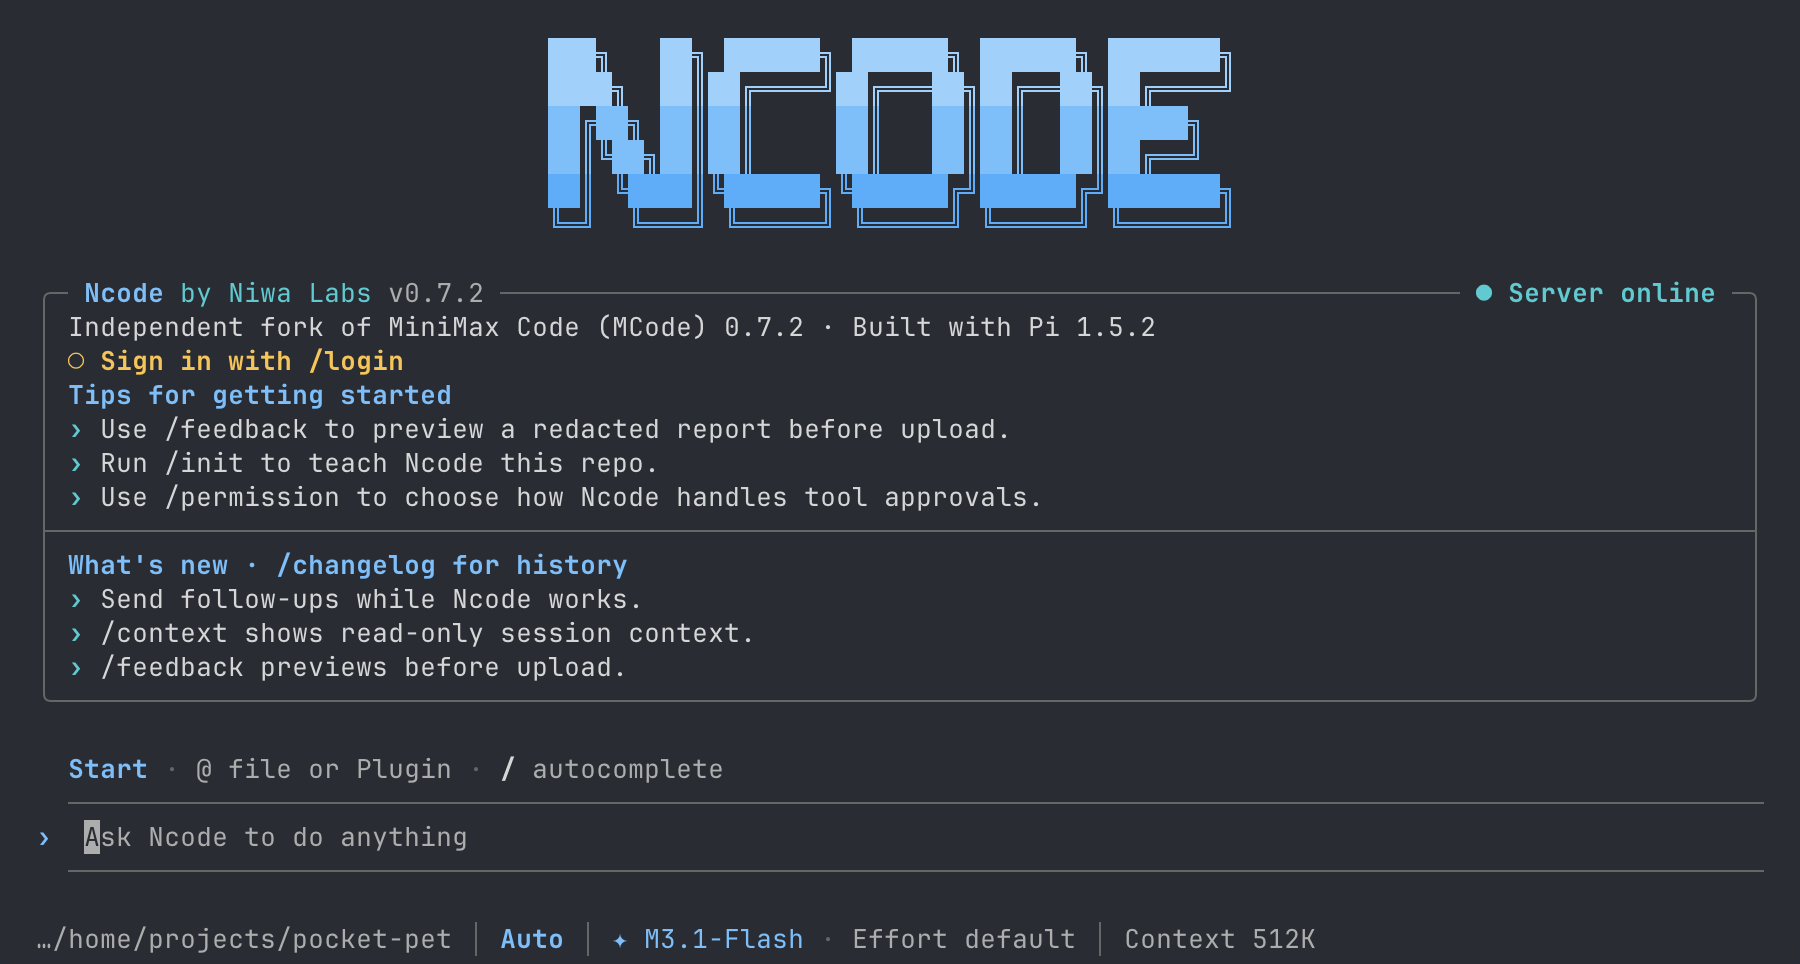 NCODE
Ncode by Niwa Labs v0.7.2 ● Server online
Independent fork of MiniMax Code (MCode) 0.7.2 · Built with Pi 1.5.2
○ Sign in with /login
Tips for getting started
› Use /feedback to preview a redacted report before upload.
› Run /init to teach Ncode this repo.
› Use /permission to choose how Ncode handles tool approvals.
What's new · /changelog for history
› Send follow-ups while Ncode works.
› /context shows read-only session context.
› /feedback previews before upload.
Start · @ file or Plugin · / autocomplete
› Ask Ncode to do anything
…/home/projects/pocket-pet │ Auto │ ✦ M3.1-Flash · Effort default │ Context 512K